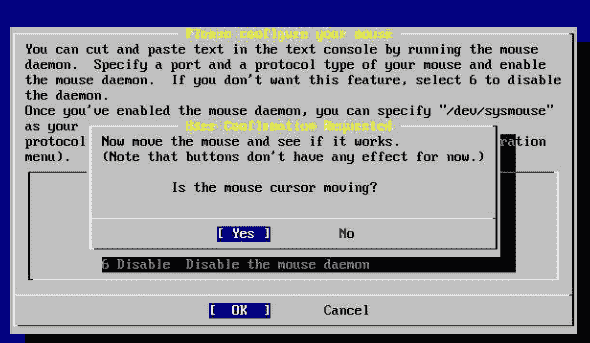 Please configure your mouse
You can cut and paste text in the text console by running the mouse
daemon. Specify a port and a protocol type of your mouse and enable
the mouse daemon. If you don't want this feature, select 6 to disable
the daemon.
Once you've enabled the mouse daemon, you can specify "/dev/sysmouse"
as your
User Confirmation Requested
protocol
ration
menu).
Now move the mouse and see if it works.
(Note that buttons don't have any effect for now.)
Is the mouse cursor moving?
[ Yes ] No
6 Disable Disable the mouse daemon
[ OK ] Cancel